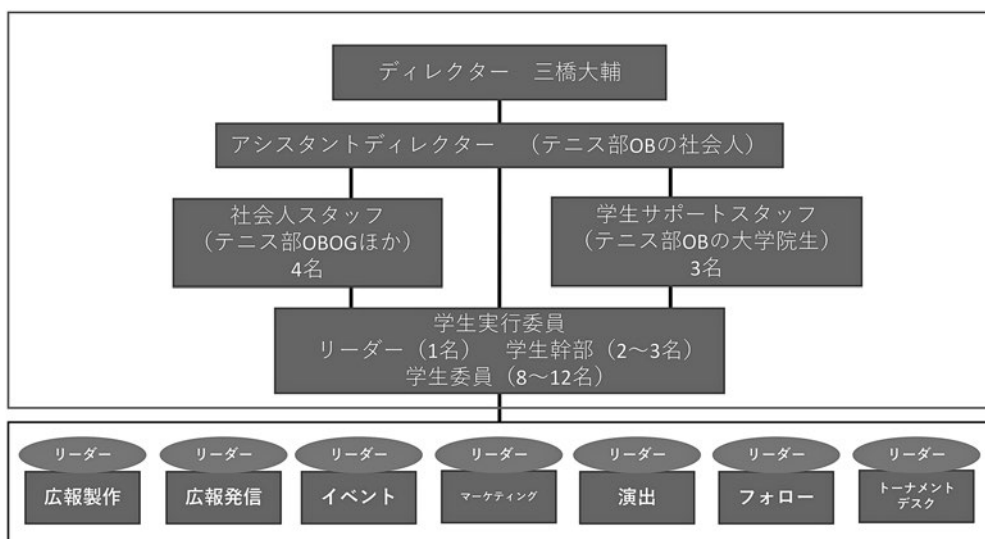 ディレクター　三橋大輔
アシスタントディレクター　（テニス部OBの社会人）
社会人スタッフ
（テニス部OBOGほか）
4名
学生サポートスタッフ
（テニス部OBの大学院生）
3名
学生実行委員
リーダー（1名）　学生幹部（2～3名）
学生委員（8～12名）
リーダー
広報製作
リーダー
広報発信
リーダー
イベント
リーダー
マーケティング
リーダー
演出
リーダー
フォロー
リーダー
トーナメント
デスク